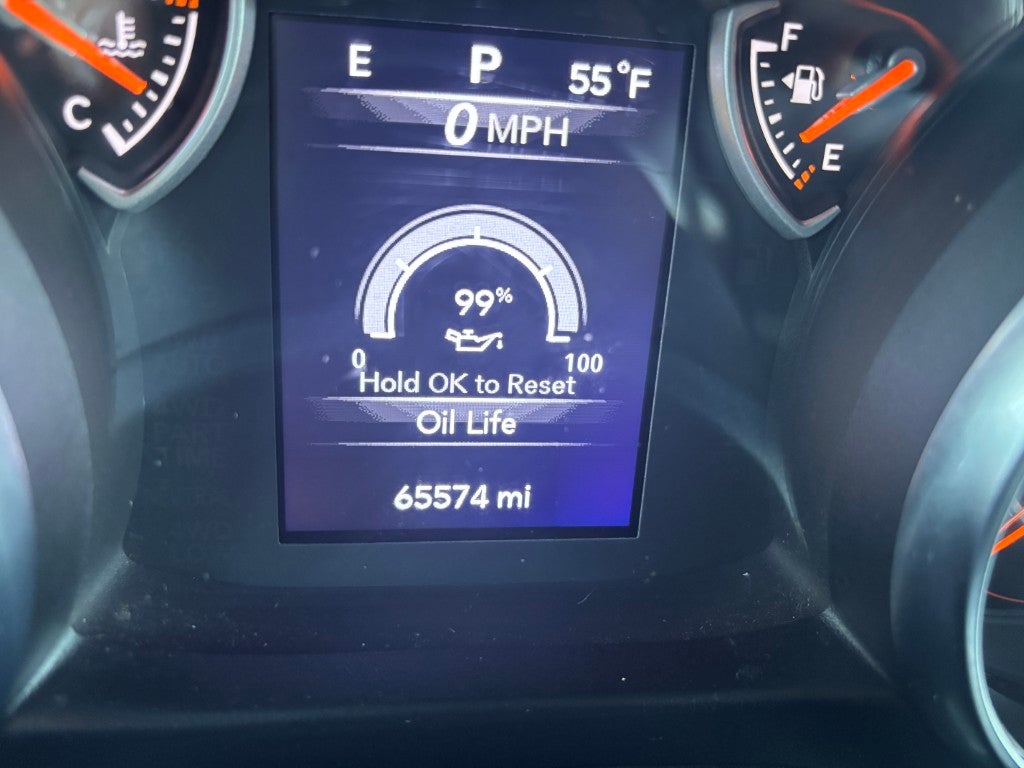 E P 55°F
0 MPH
C
F
E
99%
0 100
Hold OK to Reset
Oil Life
65574 mi